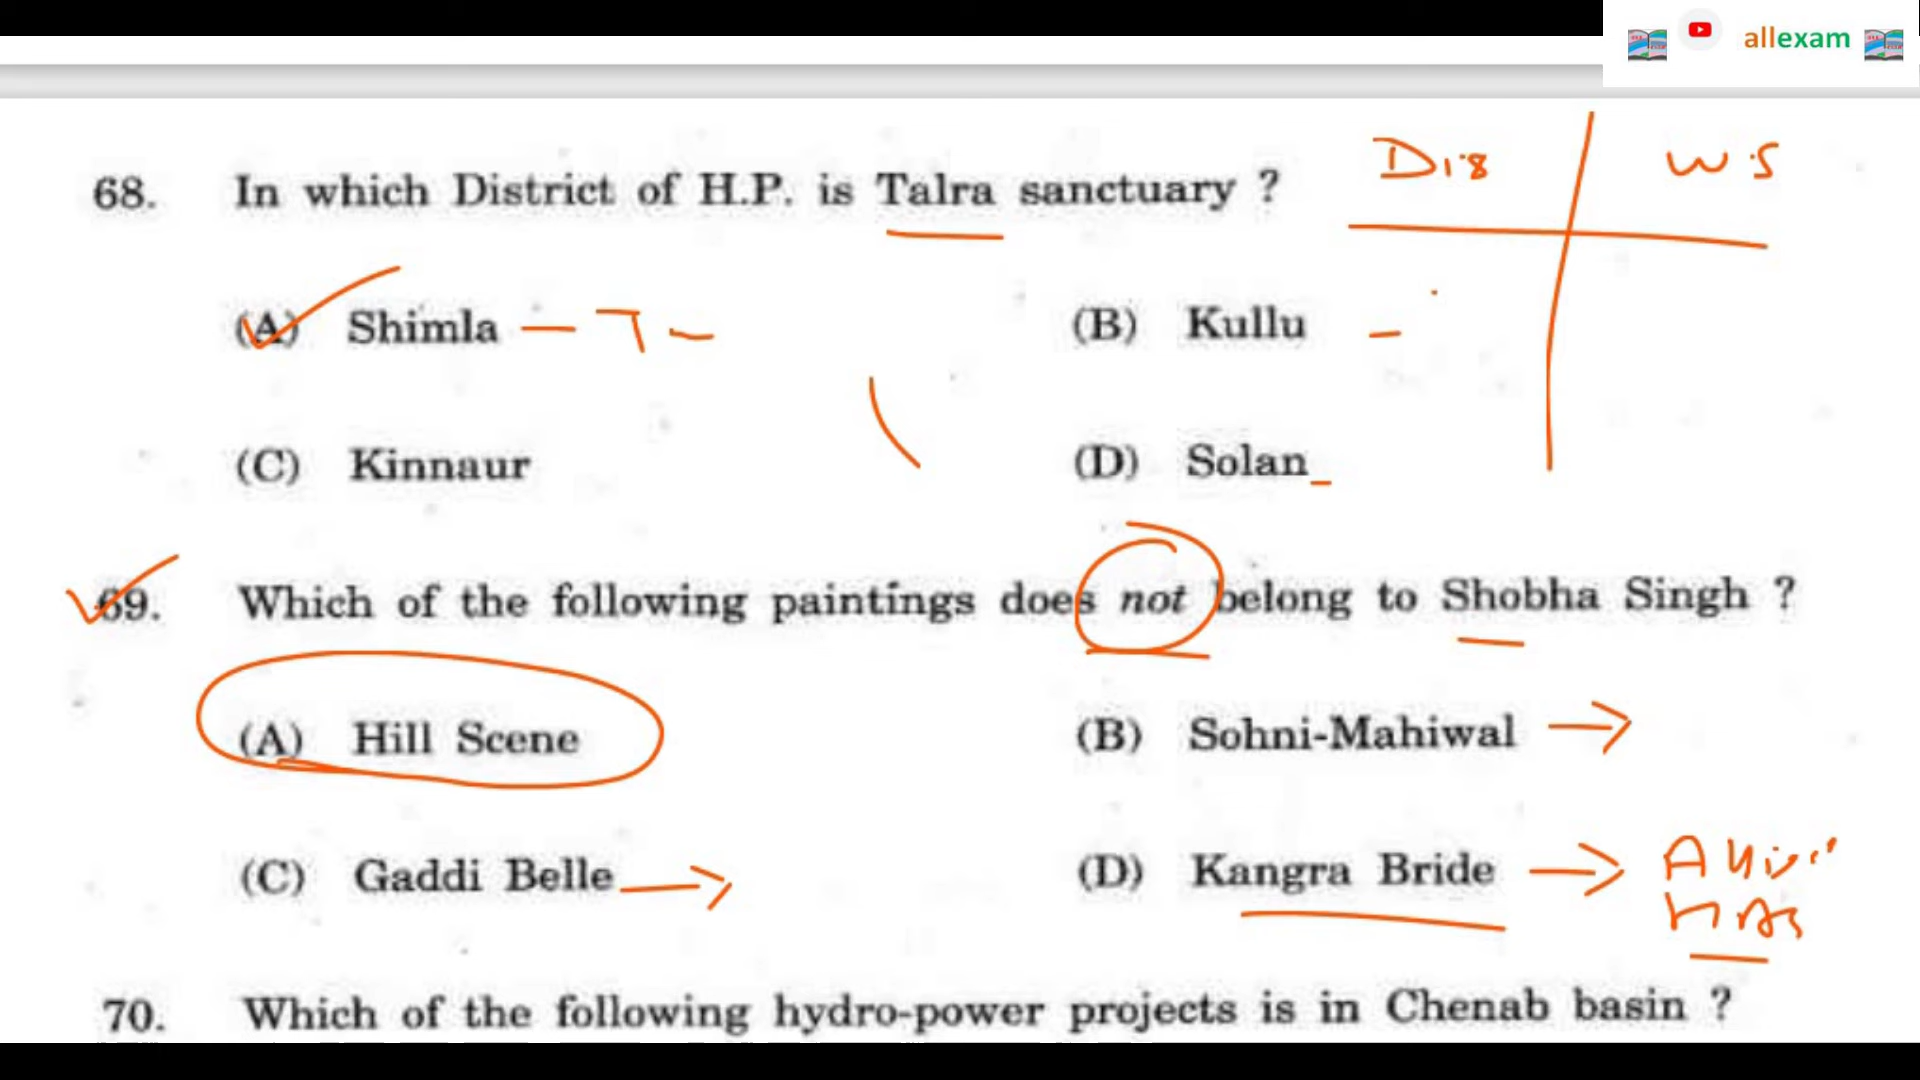 allexam
68. In which District of H.P. is Talra sanctuary ?
Dis W.S
(A) Shimla (B) Kullu
(C) Kinnaur (D) Solan
69. Which of the following paintings does not belong to Shobha Singh ?
(A) Hill Scene (B) Sohni-Mahiwal
(C) Gaddi Belle (D) Kangra Bride
70. Which of the following hydro-power projects is in Chenab basin ?